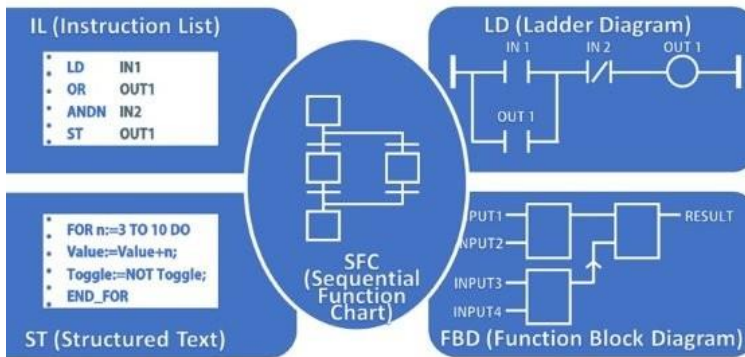 IL (Instruction List)
LD IN1
OR OUT1
ANDN IN2
ST OUT1
LD (Ladder Diagram)
IN 1 IN 2 OUT 1
OUT 1
SFC
(Sequential
Function
Chart)
FOR n:=3 TO 10 DO
Value:=Value+n;
Toggle:=NOT Toggle;
END_FOR
ST (Structured Text)
NPUT1
NPUT2
INPUT3
INPUT4
RESULT
FBD (Function Block Diagram)